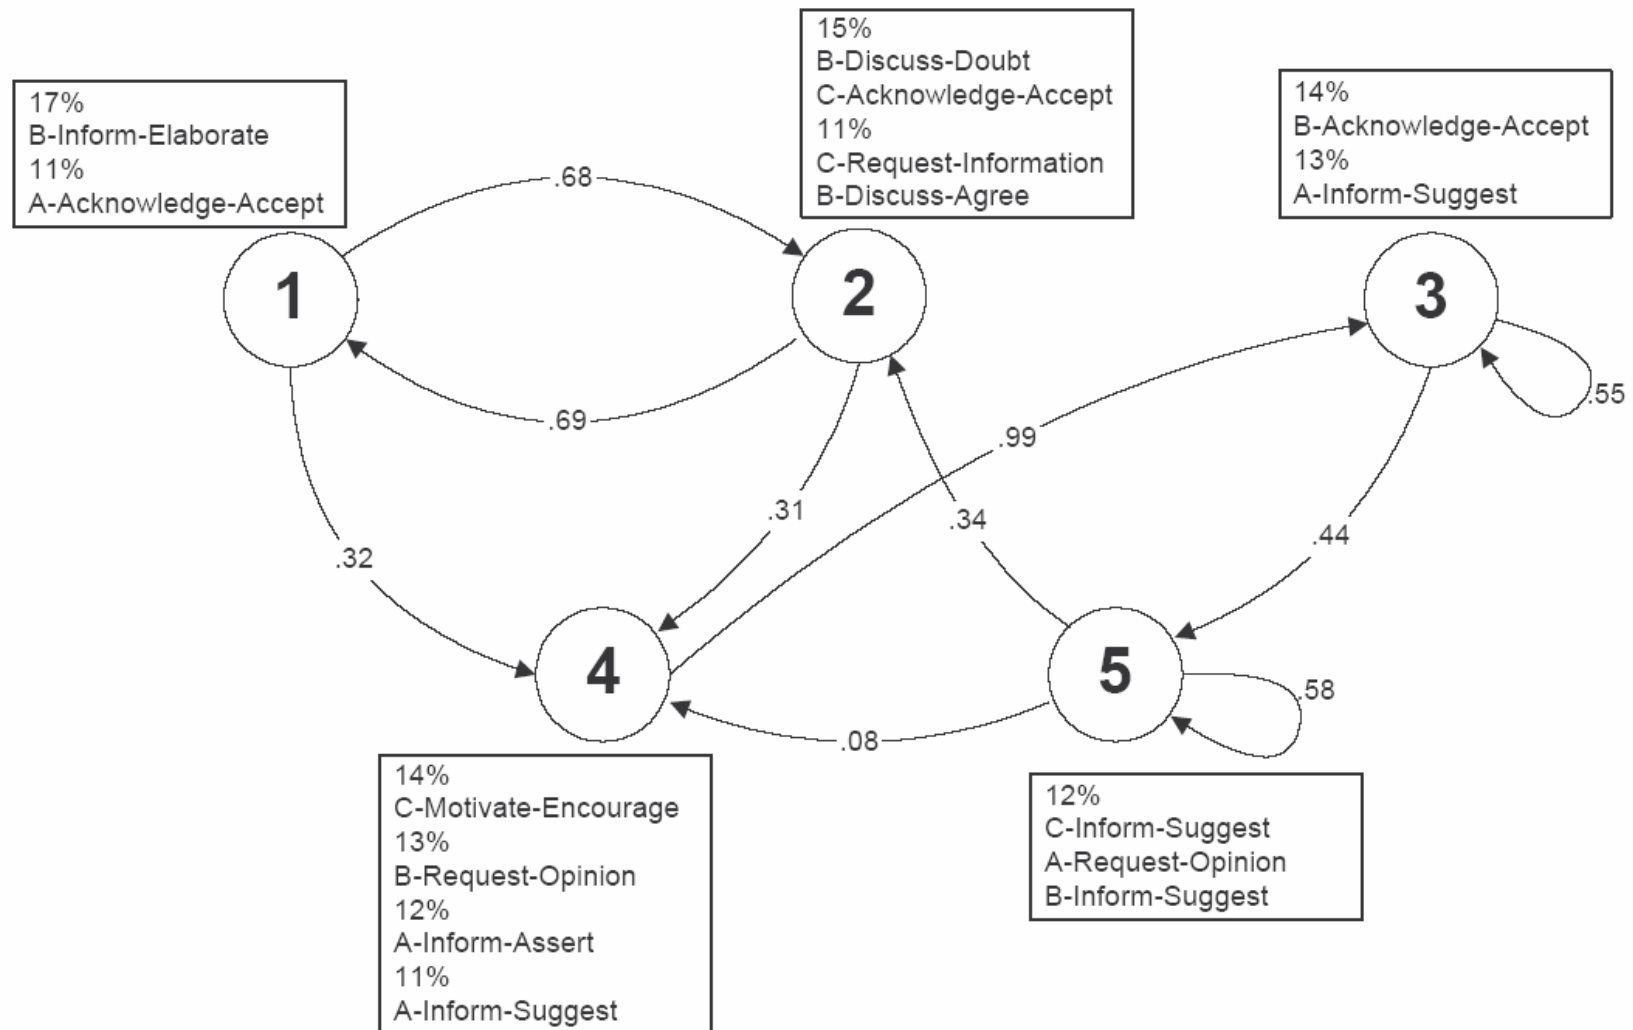 17%
B-Inform-Elaborate
11%
A-Acknowledge-Accept
15%
B-Discuss-Doubt
C-Acknowledge-Accept
11%
C-Request-Information
B-Discuss-Agree
14%
B-Acknowledge-Accept
13%
A-Inform-Suggest
.68
1
2
3
.55
.69
.99
.31
.34
.44
.32
4
5
.58
.08
14%
C-Motivate-Encourage
13%
B-Request-Opinion
12%
A-Inform-Assert
11%
A-Inform-Suggest
12%
C-Inform-Suggest
A-Request-Opinion
B-Inform-Suggest